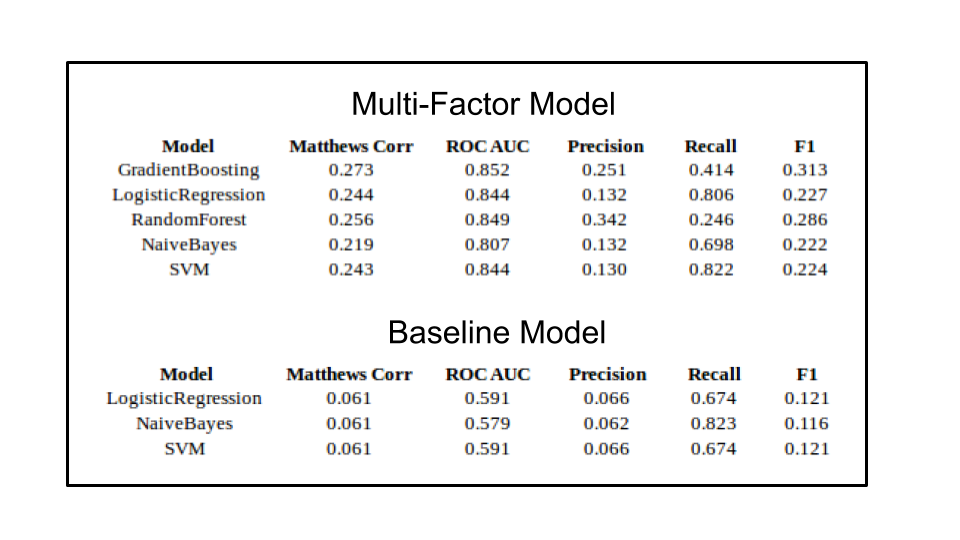 Multi-Factor Model
Model Matthews Corr ROC AUC Precision Recall F1
GradientBoosting 0.273 0.852 0.251 0.414 0.313
LogisticRegression 0.244 0.844 0.132 0.806 0.227
RandomForest 0.256 0.849 0.342 0.246 0.286
NaiveBayes 0.219 0.807 0.132 0.698 0.222
SVM 0.243 0.844 0.130 0.822 0.224
Baseline Model
Model Matthews Corr ROC AUC Precision Recall F1
LogisticRegression 0.061 0.591 0.066 0.674 0.121
NaiveBayes 0.061 0.579 0.062 0.823 0.116
SVM 0.061 0.591 0.066 0.674 0.121